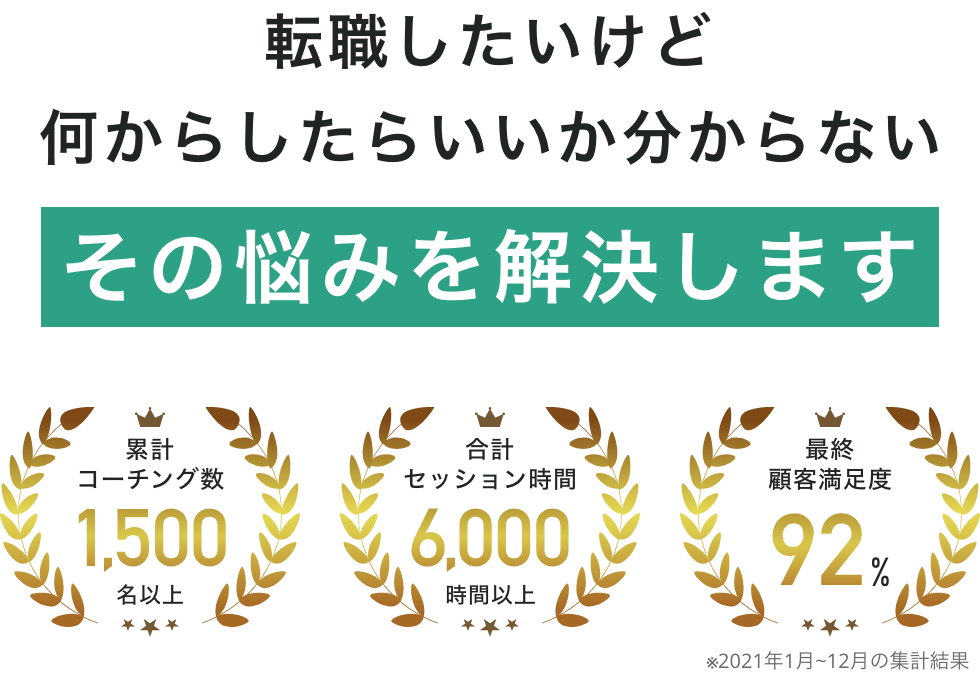 転職したいけど
何からしたらいいか分からない
その悩みを解決します
累計
コーチング数
1,500
名以上
合計
セッション時間
6,000
時間以上
最終
顧客満足度
92%
※2021年1月~12月の集計結果